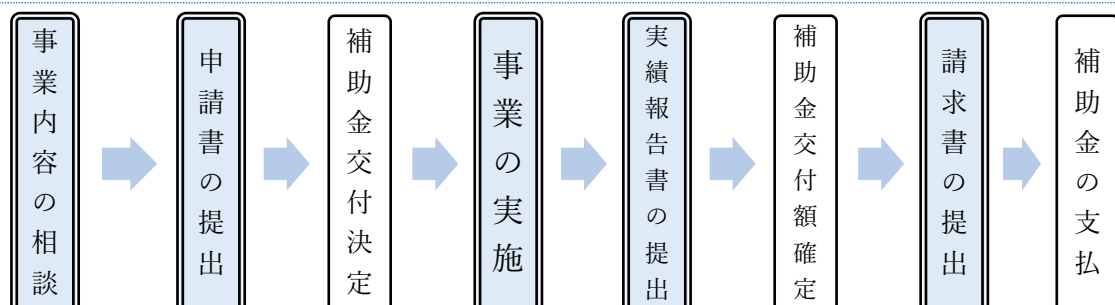 事業内容の相談
申請書の提出
補助金交付決定
事業の実施
実績報告書の提出
補助金交付額確定
請求書の提出
補助金の支払